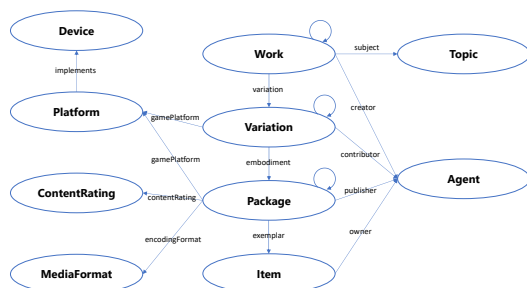 Device
Work
Topic
subject
implements
variation
Platform
gamePlatform
Variation
creator
gamePlatform
embodiment
contributor
ContentRating
contentRating
Package
publisher
Agent
encodingFormat
exemplar
owner
MediaFormat
Item